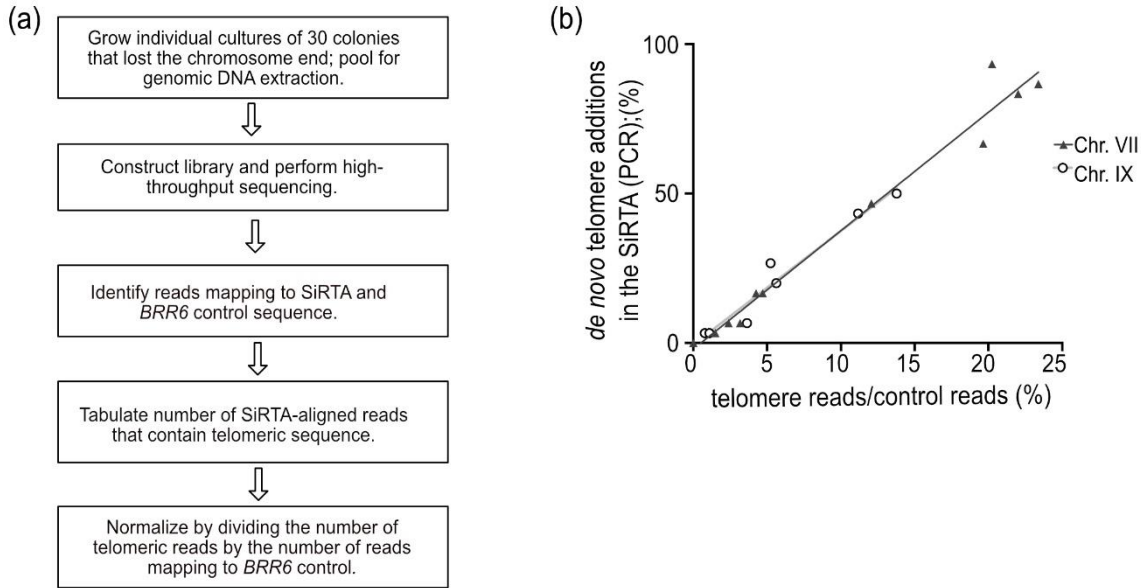 (a)
Grow individual cultures of 30 colonies
that lost the chromosome end; pool for
genomic DNA extraction.
Construct library and perform high-
throughput sequencing.
Identify reads mapping to SiRTA and
BRR6 control sequence.
Tabulate number of SiRTA-aligned reads
that contain telomeric sequence.
Normalize by dividing the number of
telomeric reads by the number of reads
mapping to BRR6 control.
(b)
de novo telomere additions
in the SiRTA (PCR);(%)
100
50
0
0
5
10
15
20
25
telomere reads/control reads (%)
Chr. VII
Chr. IX